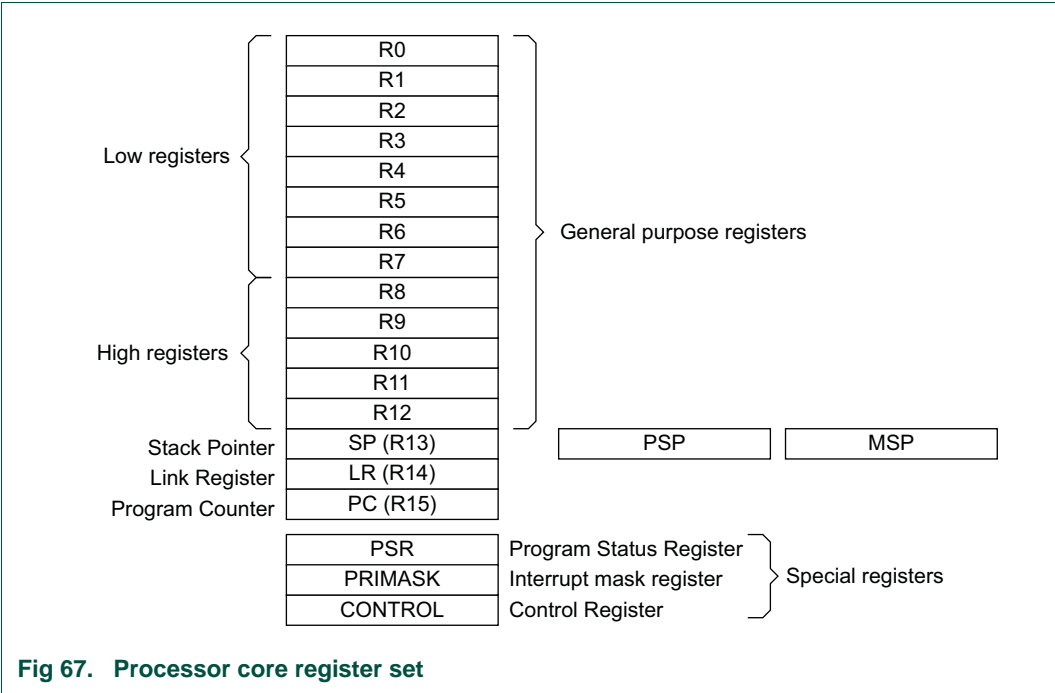 R0
R1
R2
R3
Low registers
R4
R5
R6
General purpose registers
R7
R8
R9
High registers
R10
R11
R12
Stack Pointer SP (R13) PSP MSP
Link Register LR (R14)
Program Counter PC (R15)
PSR Program Status Register
PRIMASK Interrupt mask register Special registers
CONTROL Control Register
Fig 67. Processor core register set